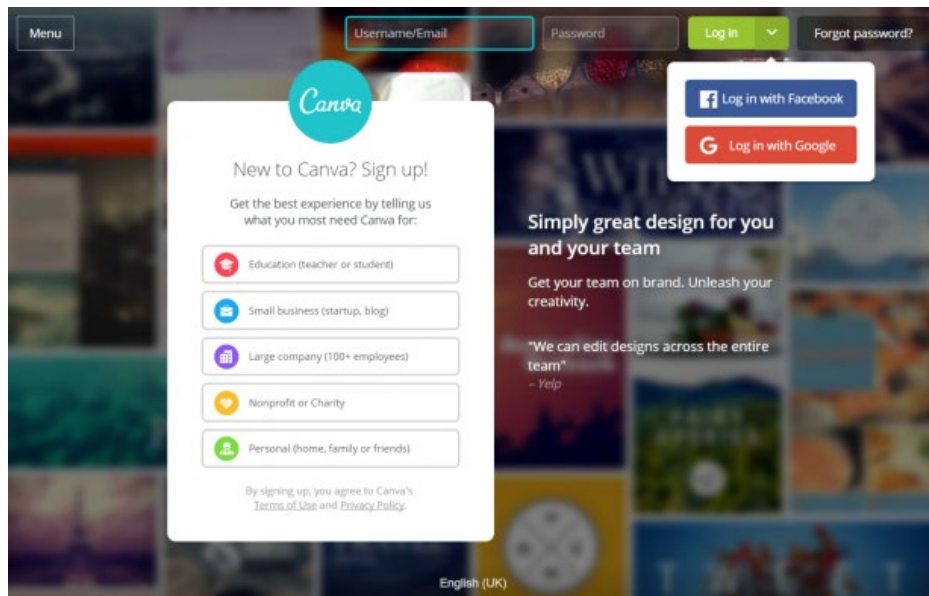 Menu
Username/Email
Password
Log in
Forgot password?
Log in with Facebook
G Log in with Google
Canva
New to Canva? Sign up!
Get the best experience by telling us
what you most need Canva for:
Education (teacher or student)
Small business (startup, blog)
Large company (100+ employees)
Nonprofit or Charity
Personal (home, family or friends)
By signing up, you agree to Canva's
Terms of Use and Privacy Policy.
Simply great design for you
and your team
Get your team on brand. Unleash your
creativity.
"We can edit designs across the entire
team"
– Yelp
English (UK)